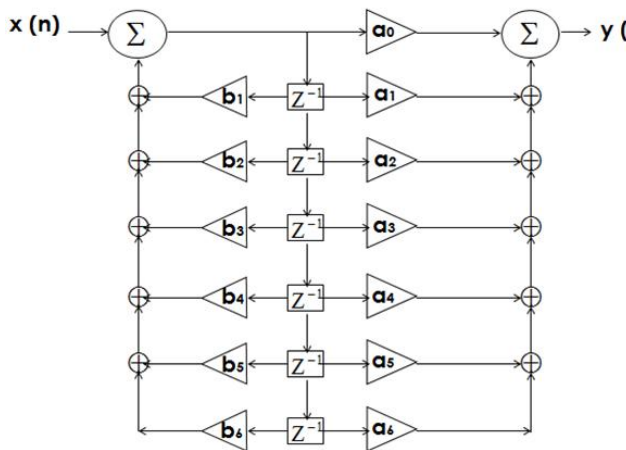 x (n) Σ a₀ Σ y (
b₁ Z⁻¹ a₁
b₂ Z⁻¹ a₂
b₃ Z⁻¹ a₃
b₄ Z⁻¹ a₄
b₅ Z⁻¹ a₅
b₆ Z⁻¹ a₆